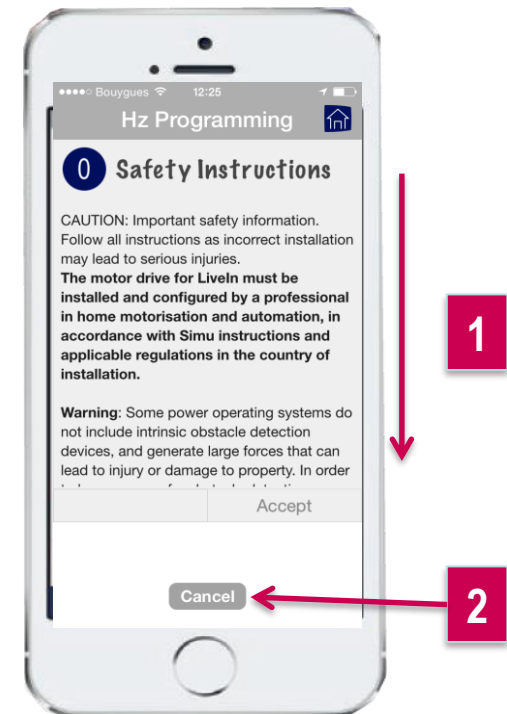 Bouygues 12:25
Hz Programming
0 Safety Instructions
CAUTION: Important safety information.
Follow all instructions as incorrect installation
may lead to serious injuries.
The motor drive for LiveIn must be
installed and configured by a professional
in home motorisation and automation, in
accordance with Simu instructions and
applicable regulations in the country of
installation.
Warning: Some power operating systems do
not include intrinsic obstacle detection
devices, and generate large forces that can
lead to injury or damage to property. In order
Accept
1
Cancel
2